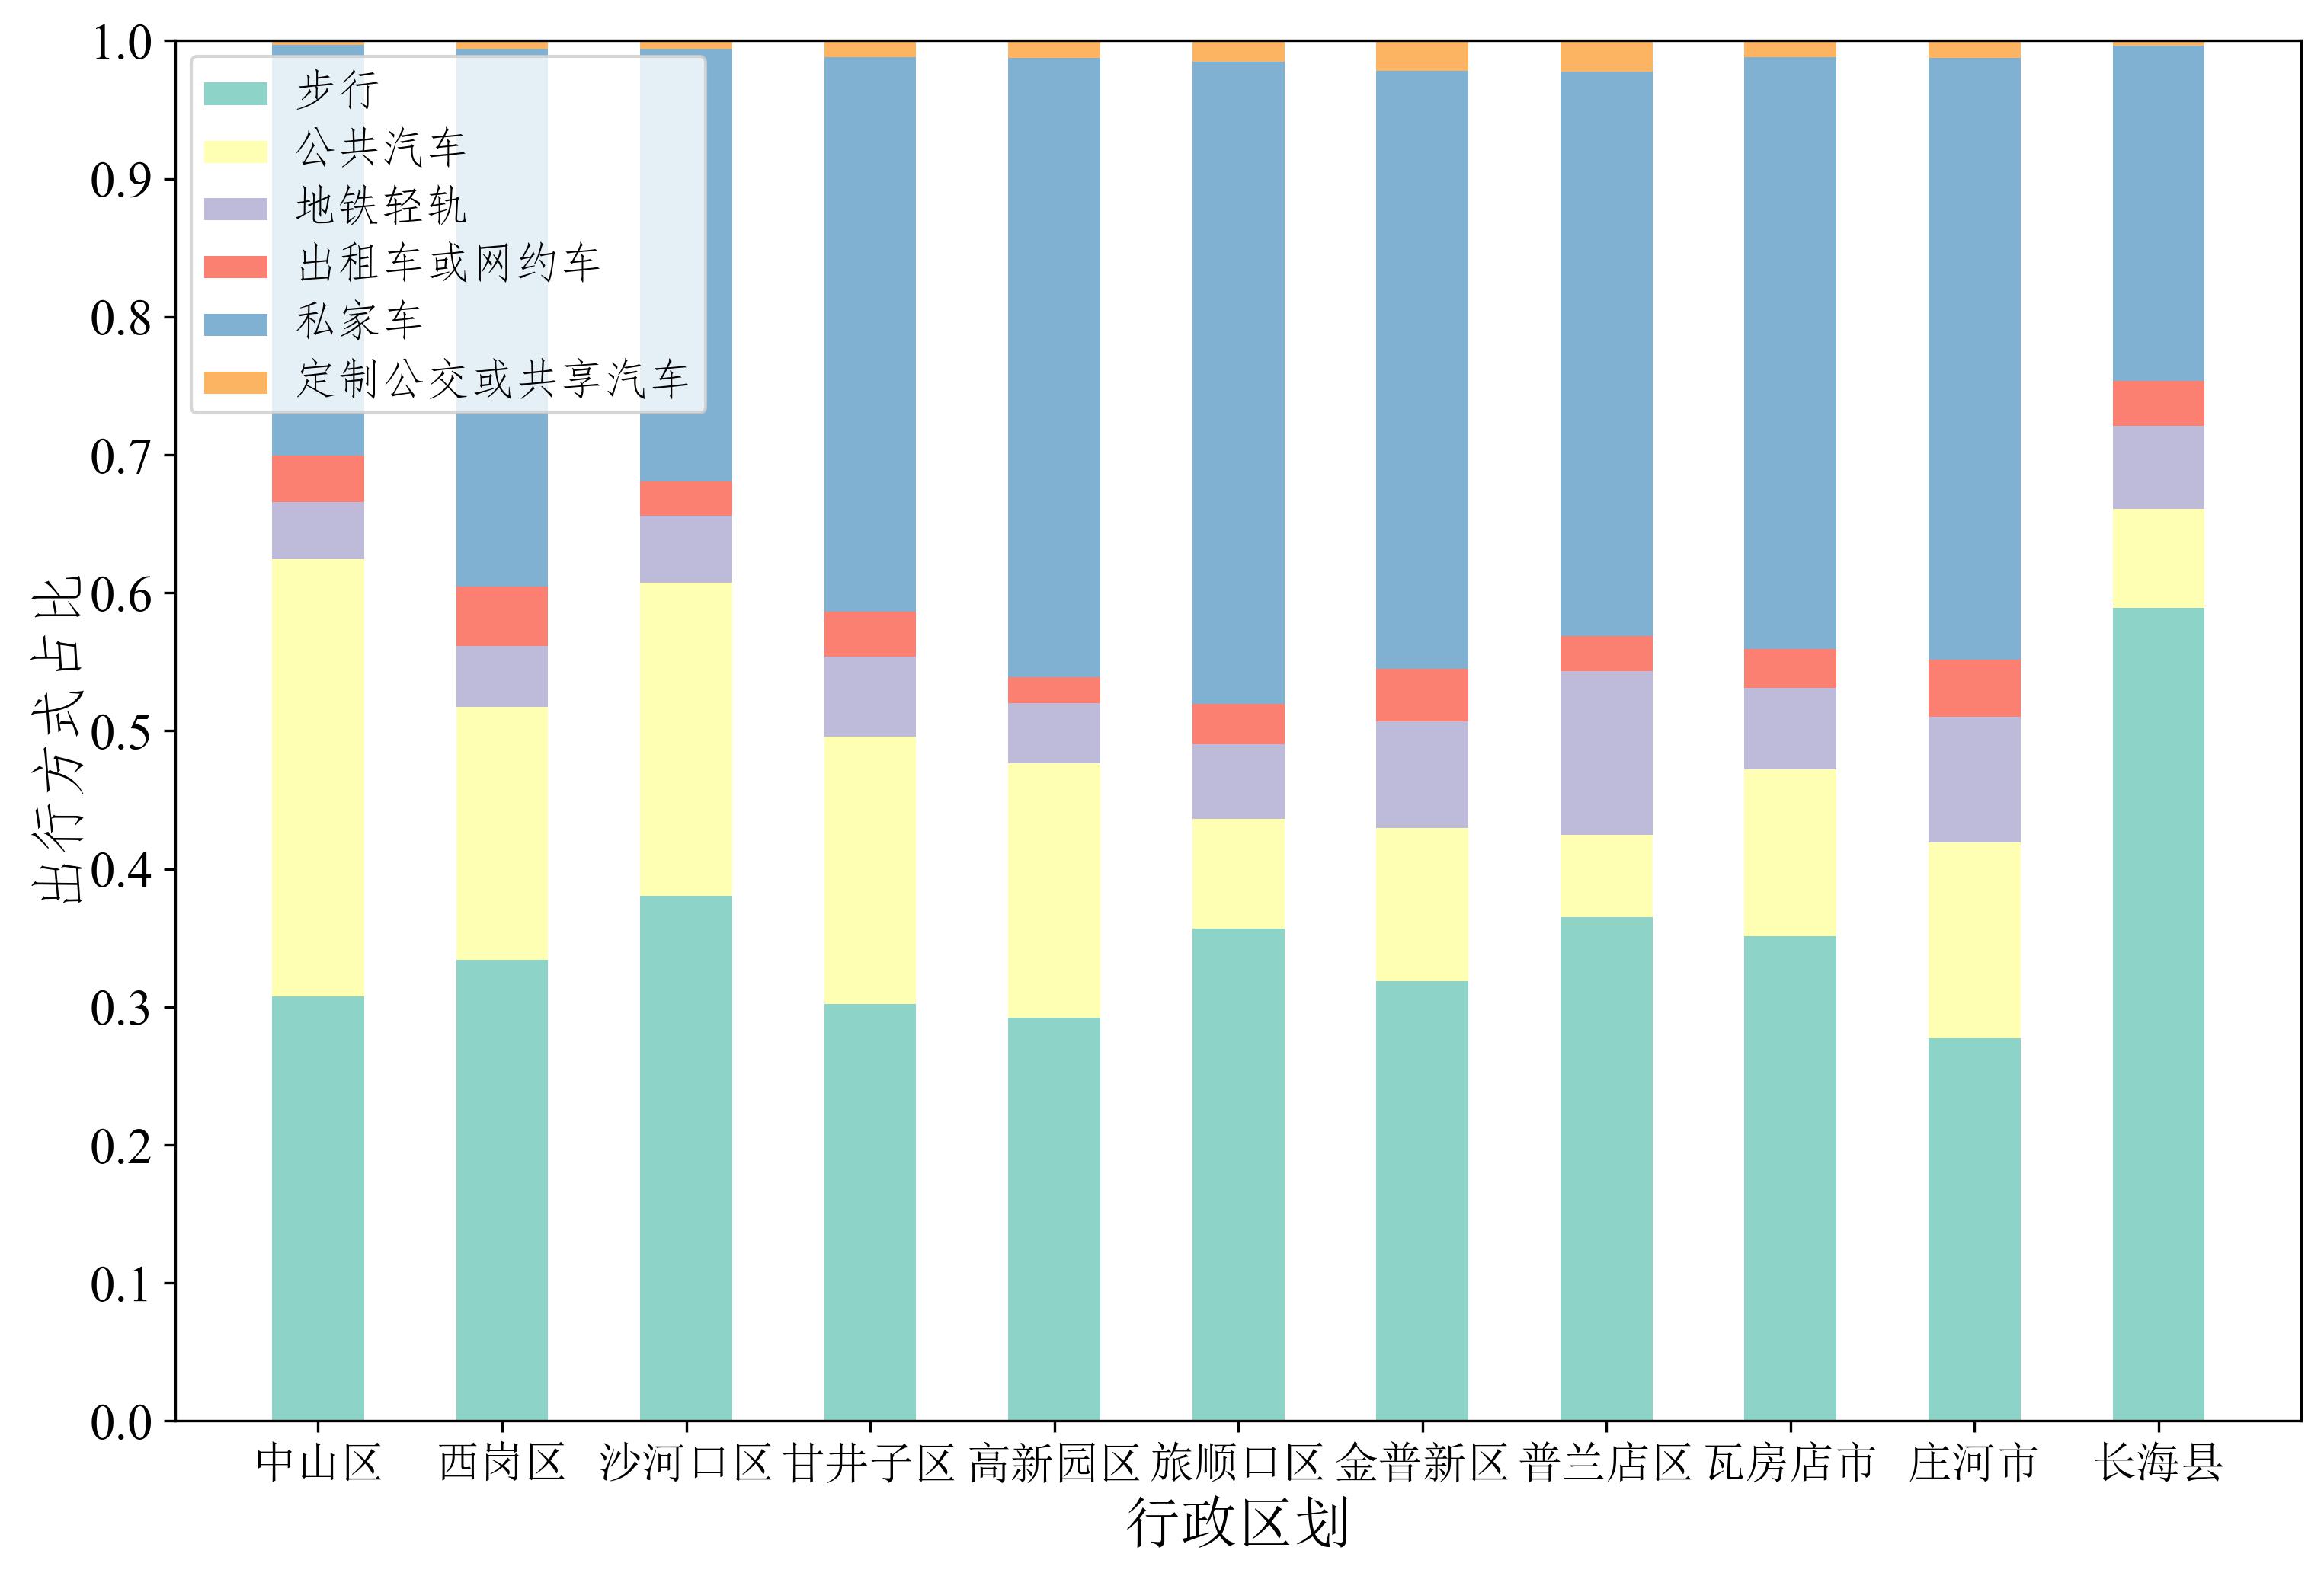 1.0
0.9
0.8
0.7
0.6
0.5
0.4
0.3
0.2
0.1
0.0
出行方式占比
步行
公共汽车
地铁轻轨
出租车或网约车
私家车
定制公交或共享汽车
中山区 西岗区 沙河口区 甘井子区 高新园区 旅顺口区 金普新区 普兰店区 瓦房店市 庄河市 长海县
行政区划